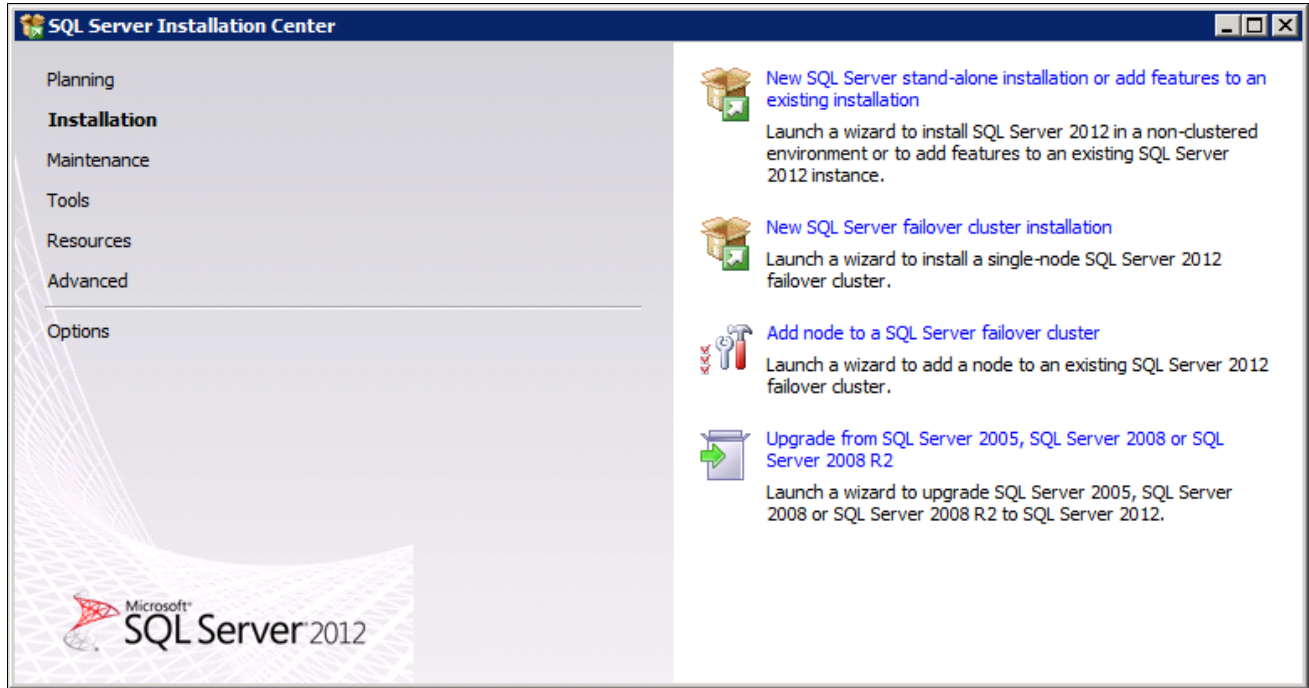 SQL Server Installation Center
Planning
Installation
Maintenance
Tools
Resources
Advanced
Options
Microsoft®
SQL Server® 2012
New SQL Server stand-alone installation or add features to an
existing installation
Launch a wizard to install SQL Server 2012 in a non-clustered
environment or to add features to an existing SQL Server
2012 instance.
New SQL Server failover cluster installation
Launch a wizard to install a single-node SQL Server 2012
failover cluster.
Add node to a SQL Server failover cluster
Launch a wizard to add a node to an existing SQL Server 2012
failover cluster.
Upgrade from SQL Server 2005, SQL Server 2008 or SQL
Server 2008 R2
Launch a wizard to upgrade SQL Server 2005, SQL Server
2008 or SQL Server 2008 R2 to SQL Server 2012.